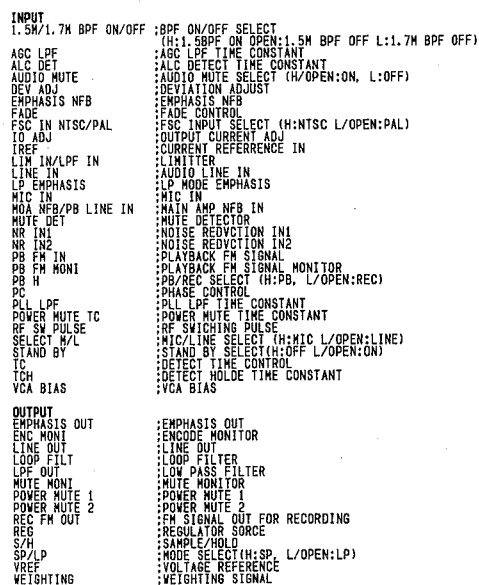 INPUT
1.5M/1.7M BPF ON/OFF ;BPF ON/OFF SELECT
(H:1.5BPF ON OPEN:1.5M BPF OFF L:1.7M BPF OFF)
AGC LPF ;AGC LPF TIME CONSTANT
ALC DET ;ALC DETECT TIME CONSTANT
AUDIO MUTE ;AUDIO MUTE SELECT (H/OPEN:ON, L:OFF)
DEV ADJ ;DEVIATION ADJUST
EMPHASIS NFB ;EMPHASIS NFB
FADE ;FADE CONTROL
FSC IN NTSC/PAL ;FSC INPUT SELECT (H:NTSC L/OPEN:PAL)
IO ADJ ;OUTPUT CURRENT ADJ
IREF ;CURRENT REFERRENCE IN
LIM IN/LPF IN ;LIMITTER
LINE IN ;AUDIO LINE IN
LP EMPHASIS ;LP MODE EMPHASIS
MIC IN ;MIC IN
MOA NFB/PB LINE IN ;MAIN AMP NFB IN
MUTE DET ;MUTE DETECTOR
NR IN1 ;NOISE REDVCTION IN1
NR IN2 ;NOISE REDVCTION IN2
PB FM IN ;PLAYBACK FM SIGNAL
PB FM MONI ;PLAYBACK FM SIGNAL MONITOR
PB H ;PB/REC SELECT (H:PB, L/OPEN:REC)
PC ;PHASE CONTROL
PLL LPF ;PLL LPF TIME CONSTANT
POWER MUTE TC ;POWER MUTE TIME CONSTANT
RF SW PULSE ;RF SWICHING PULSE
SELECT M/L ;MIC/LINE SELECT (H:MIC L/OPEN:LINE)
STAND BY ;STAND BY SELECT(H:OFF L/OPEN:ON)
TC ;DETECT TIME CONTROL
TCH ;DETECT HOLDE TIME CONSTANT
VCA BIAS ;VCA BIAS
OUTPUT
EMPHASIS OUT ;EMPHASIS OUT
ENC MONI ;ENCODE MONITOR
LINE OUT ;LINE OUT
LOOP FILT ;LOOP FILTER
LPF OUT ;LOW PASS FILTER
MUTE MONI ;MUTE MONITOR
POWER MUTE 1 ;POWER MUTE 1
POWER MUTE 2 ;POWER MUTE 2
REC FM OUT ;FM SIGNAL OUT FOR RECORDING
REG ;REGULATOR SORCE
S/H ;SAMPLE/HOLD
SP/LP ;MODE SELECT(H:SP, L/OPEN:LP)
VREF ;VOLTAGE REFERENCE
WEIGHTING ;WEIGHTING SIGNAL